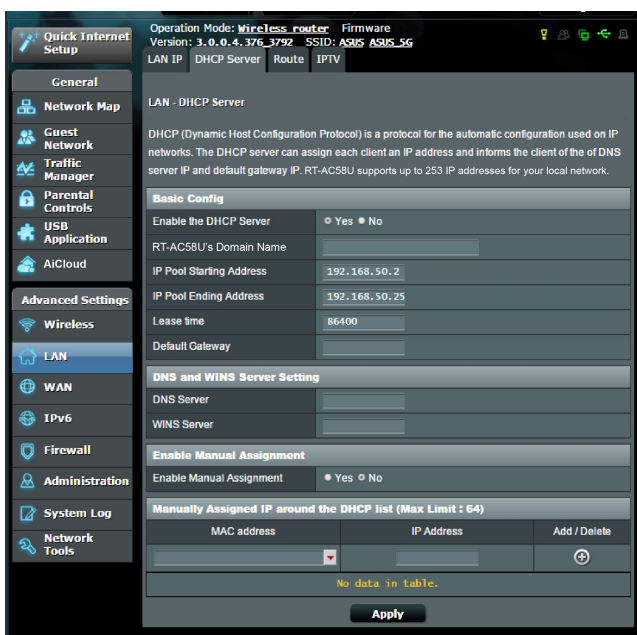 Quick Internet
Setup
Operation Mode: Wireless router Firmware
Version: 3.0.0.4.376_3792 SSID: ASUS ASUS_5G
LAN IP DHCP Server Route IPTV
General
Network Map
Guest
Network
Traffic
Manager
Parental
Controls
USB
Application
AiCloud
Advanced Settings
Wireless
LAN
WAN
IPv6
Firewall
Administration
System Log
Network
Tools
LAN - DHCP Server
DHCP (Dynamic Host Configuration Protocol) is a protocol for the automatic configuration used on IP
networks. The DHCP server can assign each client an IP address and informs the client of the of DNS
server IP and default gateway IP. RT-AC58U supports up to 253 IP addresses for your local network.
Basic Config
Enable the DHCP Server Yes No
RT-AC58U's Domain Name
IP Pool Starting Address 192.168.50.2
IP Pool Ending Address 192.168.50.25
Lease time 86400
Default Gateway
DNS and WINS Server Setting
DNS Server
WINS Server
Enable Manual Assignment
Enable Manual Assignment Yes No
Manually Assigned IP around the DHCP list (Max Limit : 64)
MAC address IP Address Add / Delete
No data in table.
Apply